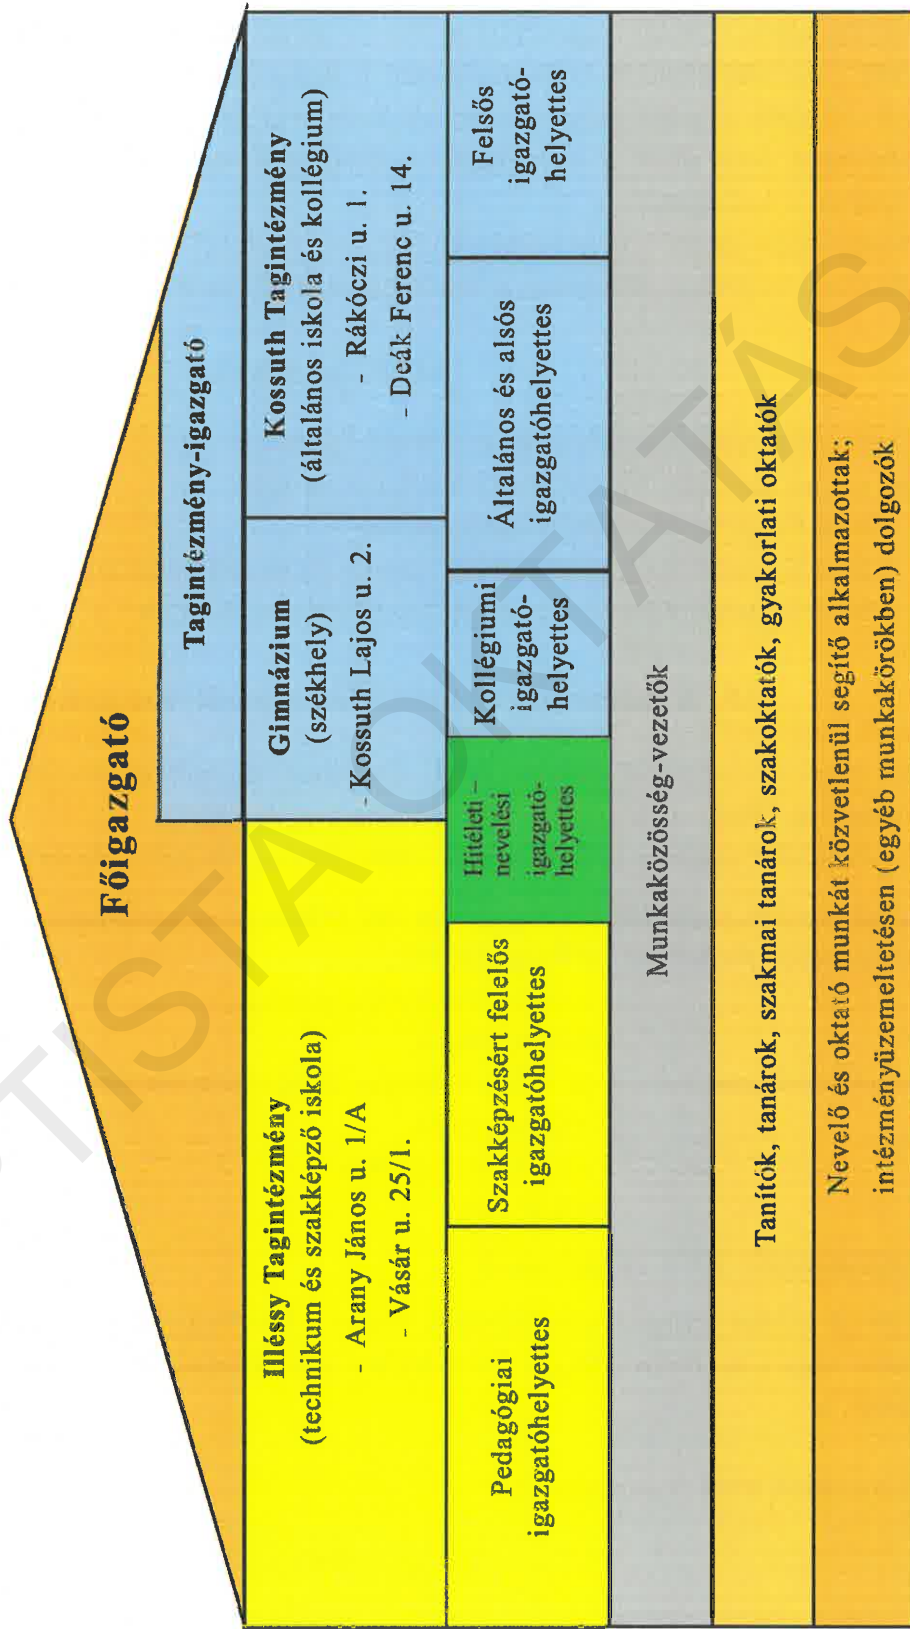 Főigazgató
Tagintézmény-igazgató
Illéssy Tagintézmény
(technikum és szakképző iskola)
- Arany János u. 1/A
- Vásár u. 25/1.
Gimnázium
(székhely)
- Kossuth Lajos u. 2.
Kossuth Tagintézmény
(általános iskola és kollégium)
- Rákóczi u. 1.
- Deák Ferenc u. 14.
Pedagógiai
igazgatóhelyettes
Szakképzésért felelős
igazgatóhelyettes
Hitéleti –
nevelési
igazgató-
helyettes
Kollégiumi
igazgató-
helyettes
Általános és alsós
igazgatóhelyettes
Felsős
igazgató-
helyettes
Munkaközösség-vezetők
Tanítók, tanárok, szakmai tanárok, szakoktatók, gyakorlati oktatók
Nevelő és oktató munkát közvetlenül segítő alkalmazottak;
intézményüzemeltetésen (egyéb munkakörökben) dolgozók
PTISTA OKTATÁS